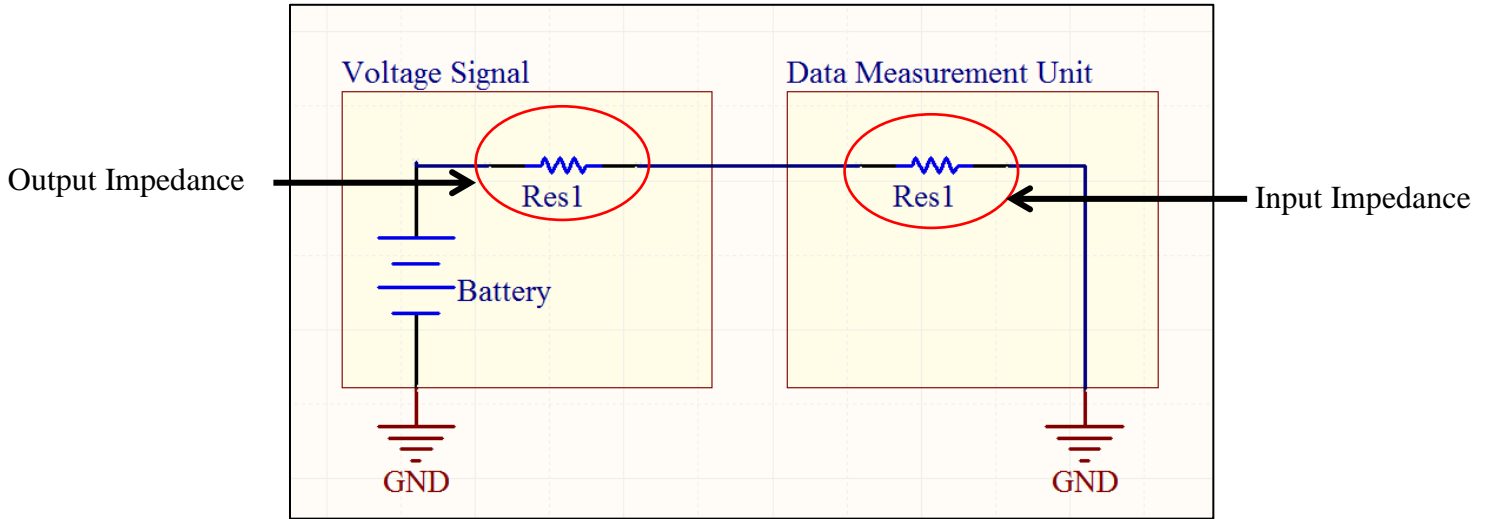 Voltage Signal
Data Measurement Unit
Output Impedance
Res1
Res1
Input Impedance
Battery
GND
GND